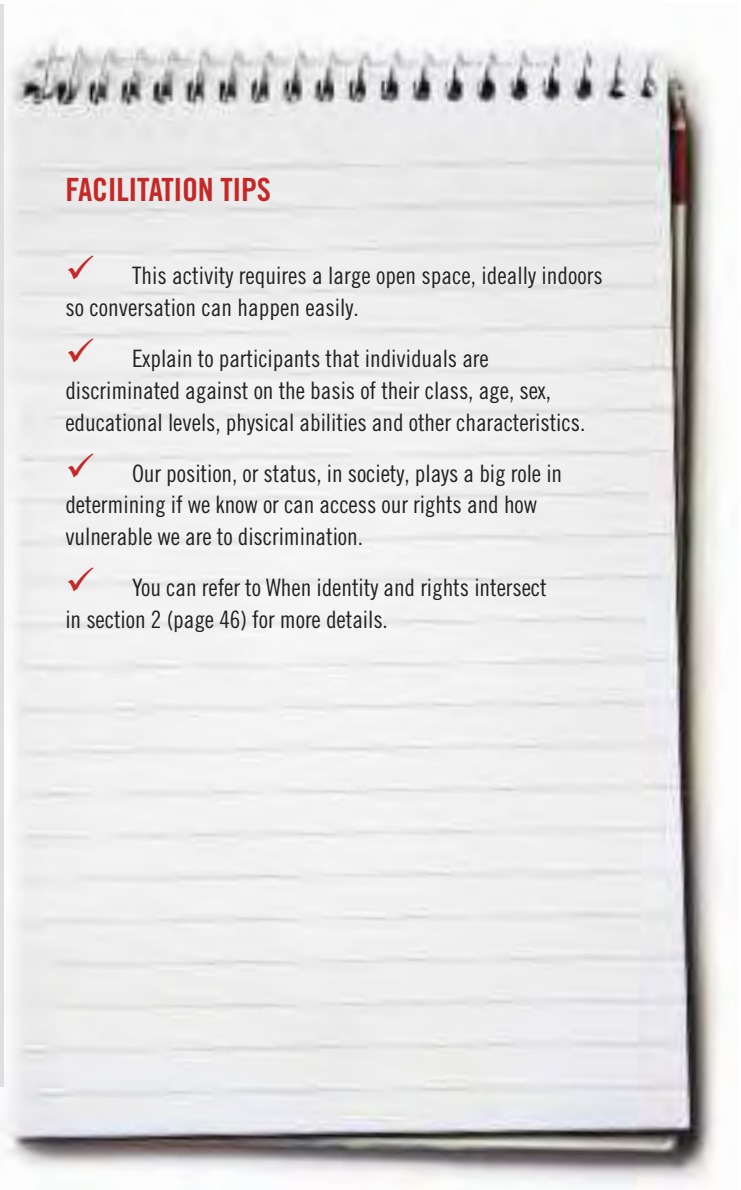 FACILITATION TIPS
✓ This activity requires a large open space, ideally indoors
so conversation can happen easily.
✓ Explain to participants that individuals are
discriminated against on the basis of their class, age, sex,
educational levels, physical abilities and other characteristics.
✓ Our position, or status, in society, plays a big role in
determining if we know or can access our rights and how
vulnerable we are to discrimination.
✓ You can refer to When identity and rights intersect
in section 2 (page 46) for more details.